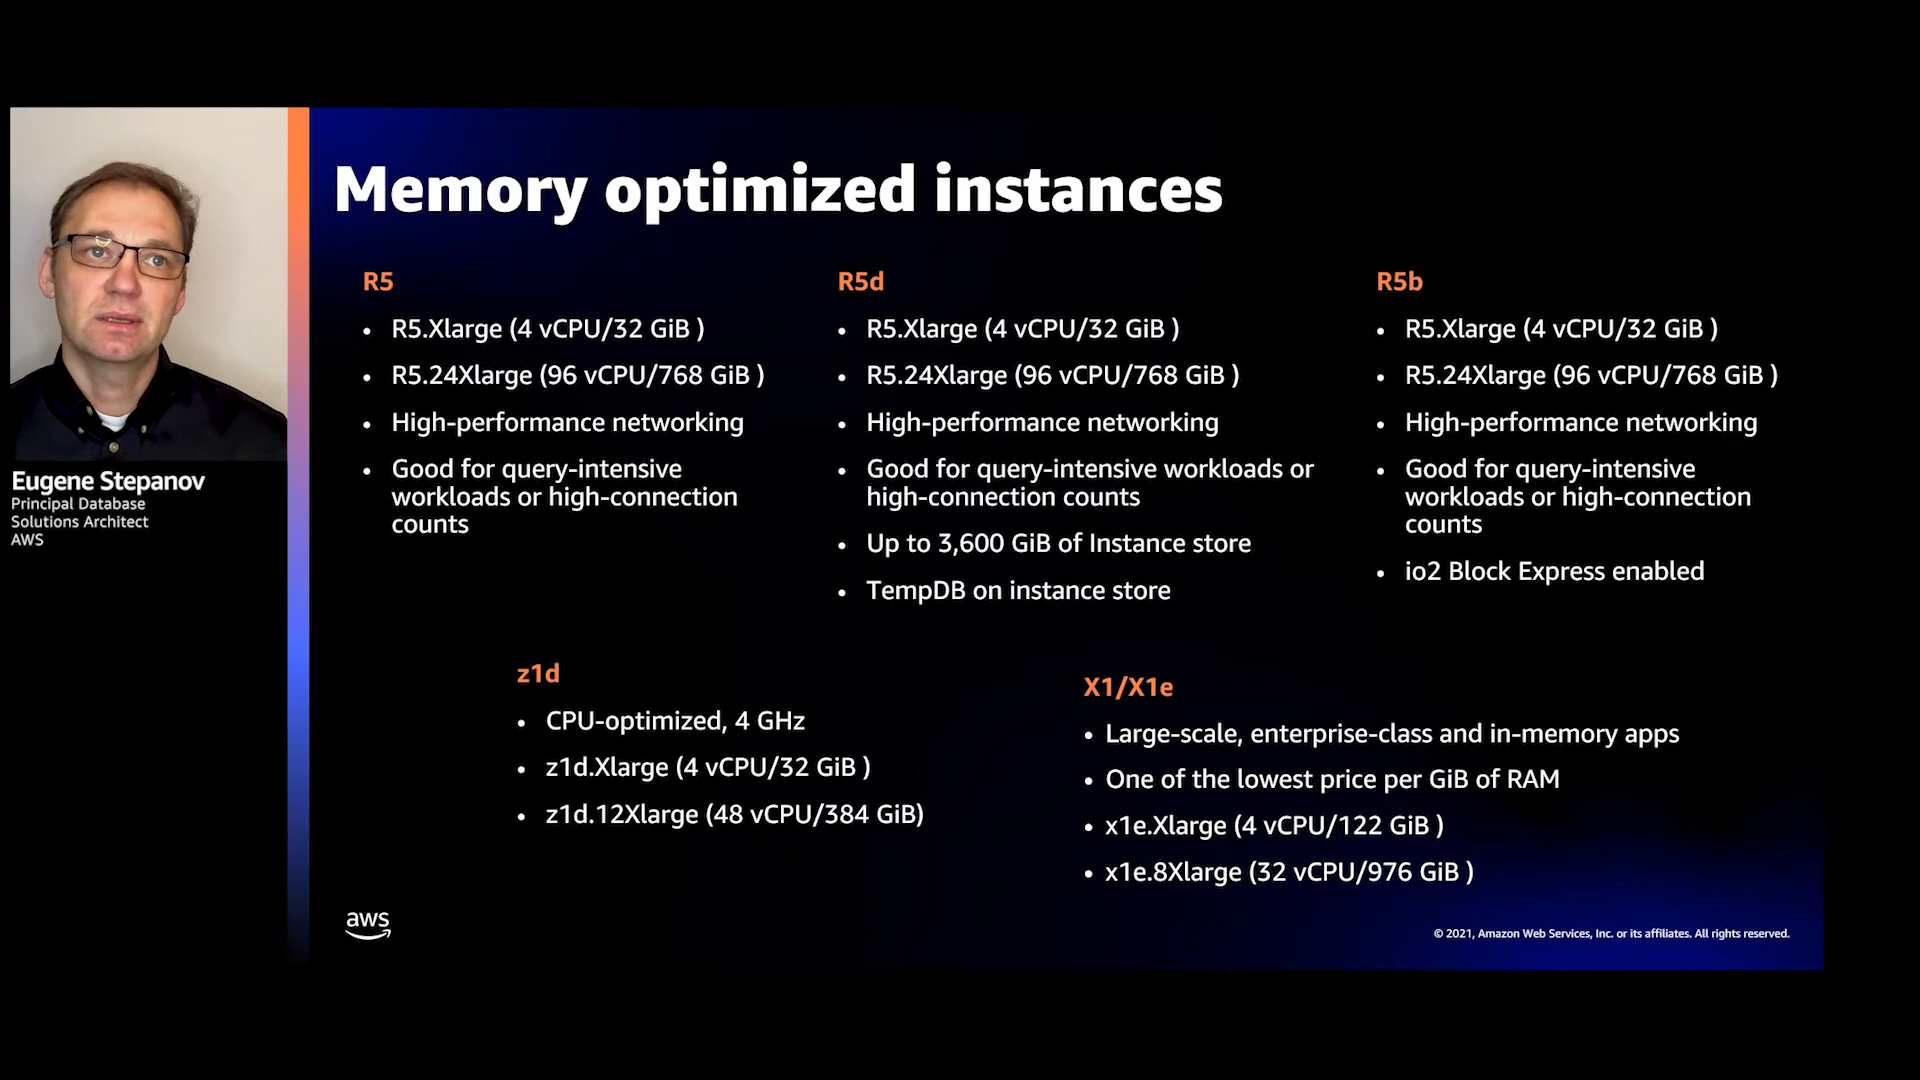 Memory optimized instances
R5
• R5.Xlarge (4 vCPU/32 GiB )
• R5.24Xlarge (96 vCPU/768 GiB )
• High-performance networking
• Good for query-intensive
workloads or high-connection
counts
R5d
• R5.Xlarge (4 vCPU/32 GiB )
• R5.24Xlarge (96 vCPU/768 GiB )
• High-performance networking
• Good for query-intensive workloads or
high-connection counts
• Up to 3,600 GiB of Instance store
• TempDB on instance store
R5b
• R5.Xlarge (4 vCPU/32 GiB )
• R5.24Xlarge (96 vCPU/768 GiB )
• High-performance networking
• Good for query-intensive
workloads or high-connection
counts
• io2 Block Express enabled
Eugene Stepanov
Principal Database
Solutions Architect
AWS
z1d
• CPU-optimized, 4 GHz
• z1d.Xlarge (4 vCPU/32 GiB )
• z1d.12Xlarge (48 vCPU/384 GiB)
X1/X1e
• Large-scale, enterprise-class and in-memory apps
• One of the lowest price per GiB of RAM
• x1e.Xlarge (4 vCPU/122 GiB )
• x1e.8Xlarge (32 vCPU/976 GiB )
aws
© 2021, Amazon Web Services, Inc. or its affiliates. All rights reserved.